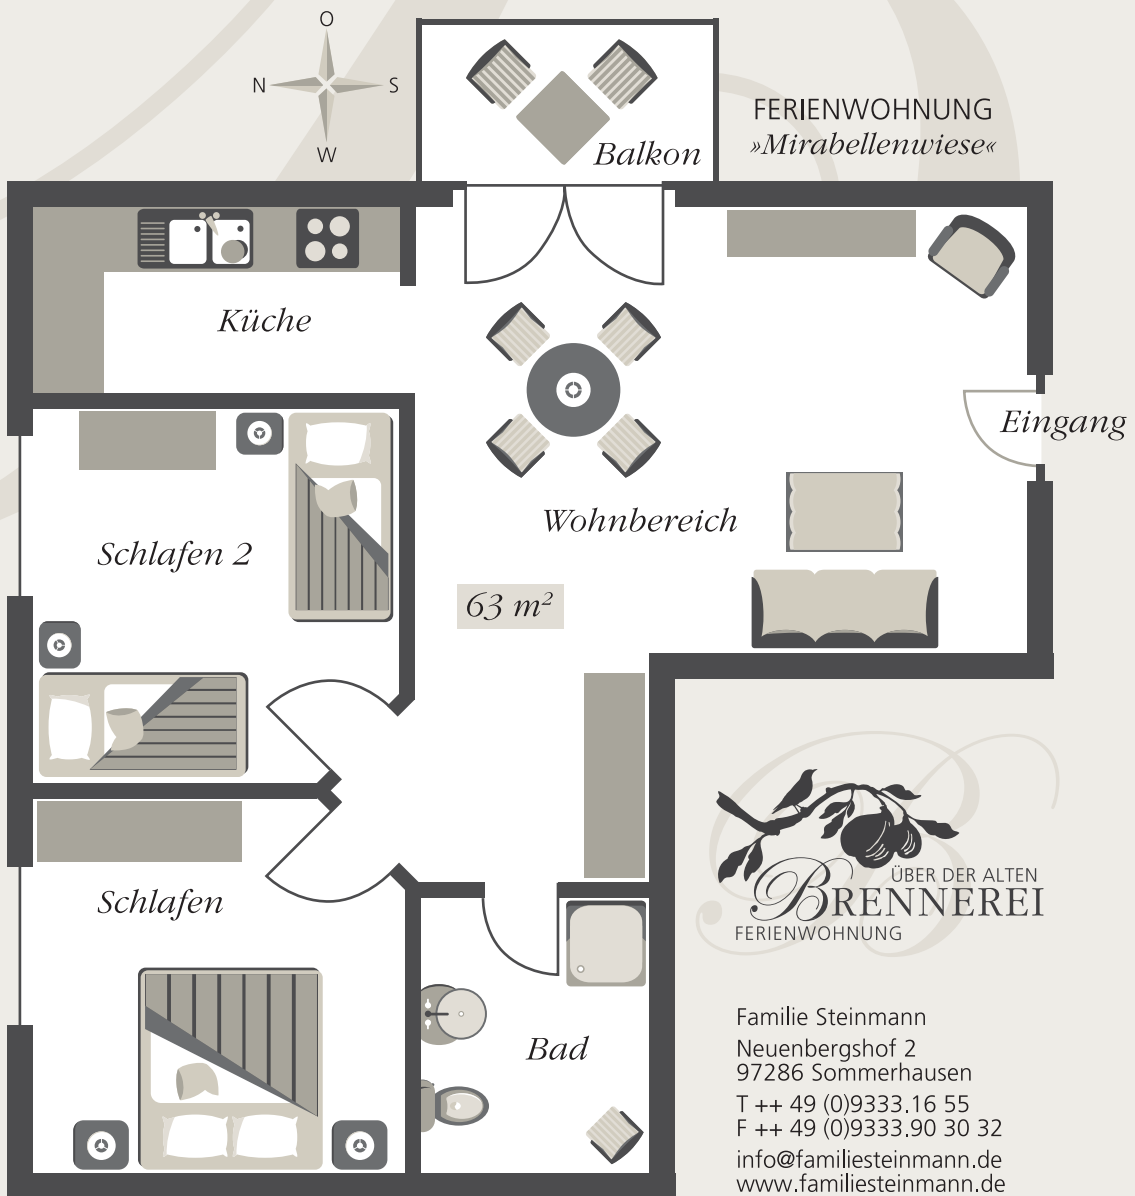 O
N
S
W
FERIENWOHNUNG
»Mirabellenwiese«
Balkon
Küche
Eingang
Wohnbereich
Schlafen 2
63 m²
Schlafen
ÜBER DER ALTEN
BRENNEREI
FERIENWOHNUNG
Bad
Familie Steinmann
Neuenbergshof 2
97286 Sommerhausen
T ++ 49 (0)9333.16 55
F ++ 49 (0)9333.90 30 32
info@familiesteinmann.de
www.familiesteinmann.de